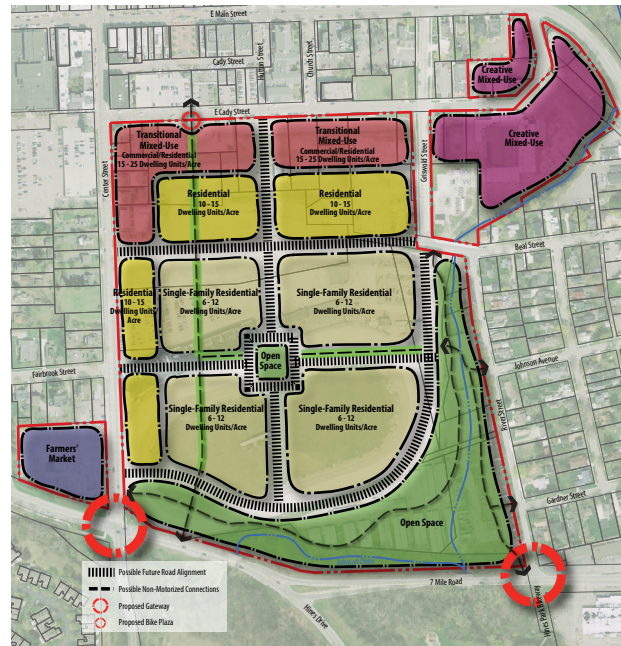 E Main Street
Cady Street
Hutton Street
Church Street
Creative
Mixed-Use
E Cady Street
Transitional
Mixed-Use
Commercial/Residential
15 - 25 Dwelling Units/Acre
Transitional
Mixed-Use
Commercial/Residential
15 - 25 Dwelling Units/Acre
Creative
Mixed-Use
Center Street
Griswold Street
Residential
10 - 15
Dwelling Units/Acre
Residential
10 - 15
Dwelling Units/Acre
Beal Street
Residential
10 - 15
Dwelling Units/
Acre
Single-Family Residential
6 - 12
Dwelling Units/Acre
Single-Family Residential
6 - 12
Dwelling Units/Acre
Open
Space
Johnson Avenue
Fairbrook Street
Single-Family Residential
6 - 12
Dwelling Units/Acre
Single-Family Residential
6 - 12
Dwelling Units/Acre
River Street
Farmers'
Market
Gardner Street
Open Space
7 Mile Road
Hines Drive
Hines Park Parkway
Possible Future Road Alignment
Possible Non-Motorized Connections
Proposed Gateway
Proposed Bike Plaza